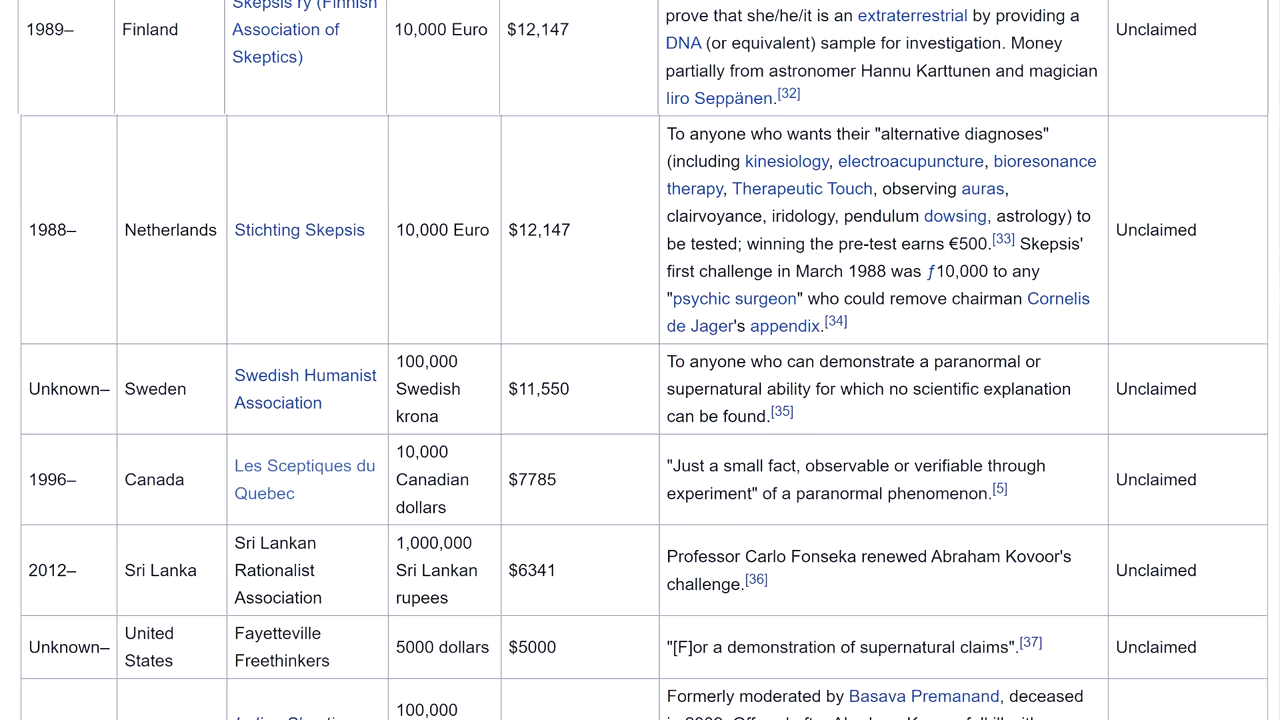 Skepsis ry (Finnish
prove that she/he/it is an extraterrestrial by providing a
1989– Finland Association of 10,000 Euro $12,147 Unclaimed
DNA (or equivalent) sample for investigation. Money
Skeptics)
partially from astronomer Hannu Karttunen and magician
Iiro Seppänen.[32]
To anyone who wants their "alternative diagnoses"
(including kinesiology, electroacupuncture, bioresonance
therapy, Therapeutic Touch, observing auras,
clairvoyance, iridology, pendulum dowsing, astrology) to
1988– Netherlands Stichting Skepsis 10,000 Euro $12,147 Unclaimed
be tested; winning the pre-test earns €500.[33] Skepsis'
first challenge in March 1988 was ƒ10,000 to any
"psychic surgeon" who could remove chairman Cornelis
de Jager's appendix.[34]
100,000 To anyone who can demonstrate a paranormal or
Swedish Humanist
Unknown– Sweden Swedish $11,550 supernatural ability for which no scientific explanation Unclaimed
Association
krona can be found.[35]
10,000
Les Sceptiques du "Just a small fact, observable or verifiable through
1996– Canada Canadian $7785 Unclaimed
Quebec experiment" of a paranormal phenomenon.[5]
dollars
Sri Lankan 1,000,000
Professor Carlo Fonseka renewed Abraham Kovoor's
2012– Sri Lanka Rationalist Sri Lankan $6341 Unclaimed
challenge.[36]
Association rupees
United Fayetteville
Unknown– 5000 dollars $5000 "[F]or a demonstration of supernatural claims".[37] Unclaimed
States Freethinkers
Formerly moderated by Basava Premanand, deceased
100,000